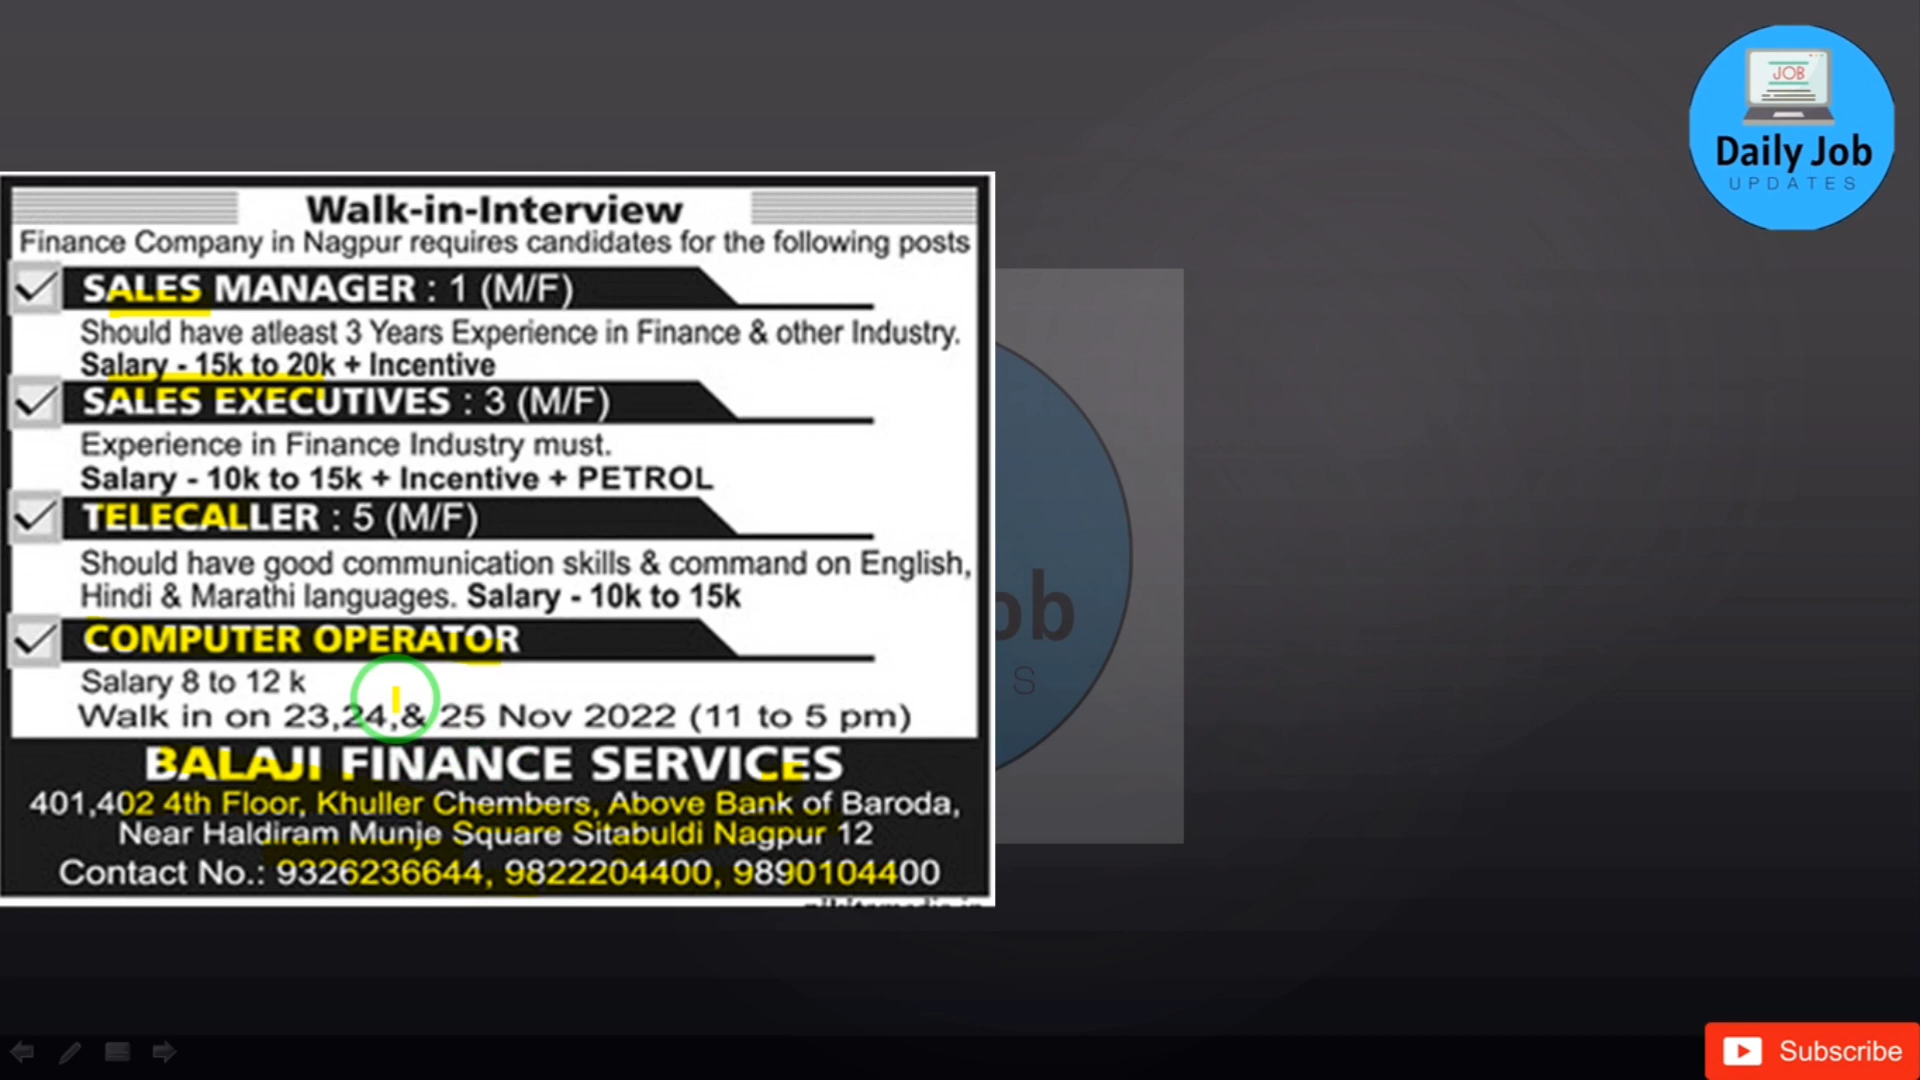 JOB
Daily Job
UPDATES
Walk-in-Interview
Finance Company in Nagpur requires candidates for the following posts
SALES MANAGER : 1 (M/F)
Should have atleast 3 Years Experience in Finance & other Industry.
Salary - 15k to 20k + Incentive
SALES EXECUTIVES : 3 (M/F)
Experience in Finance Industry must.
Salary - 10k to 15k + Incentive + PETROL
TELECALLER : 5 (M/F)
Should have good communication skills & command on English,
Hindi & Marathi languages. Salary - 10k to 15k
COMPUTER OPERATOR
Salary 8 to 12 k
Walk in on 23,24,& 25 Nov 2022 (11 to 5 pm)
BALAJI FINANCE SERVICES
401,402 4th Floor, Khuller Chembers, Above Bank of Baroda,
Near Haldiram Munje Square Sitabuldi Nagpur 12
Contact No.: 9326236644, 9822204400, 9890104400
ob
S
Subscribe